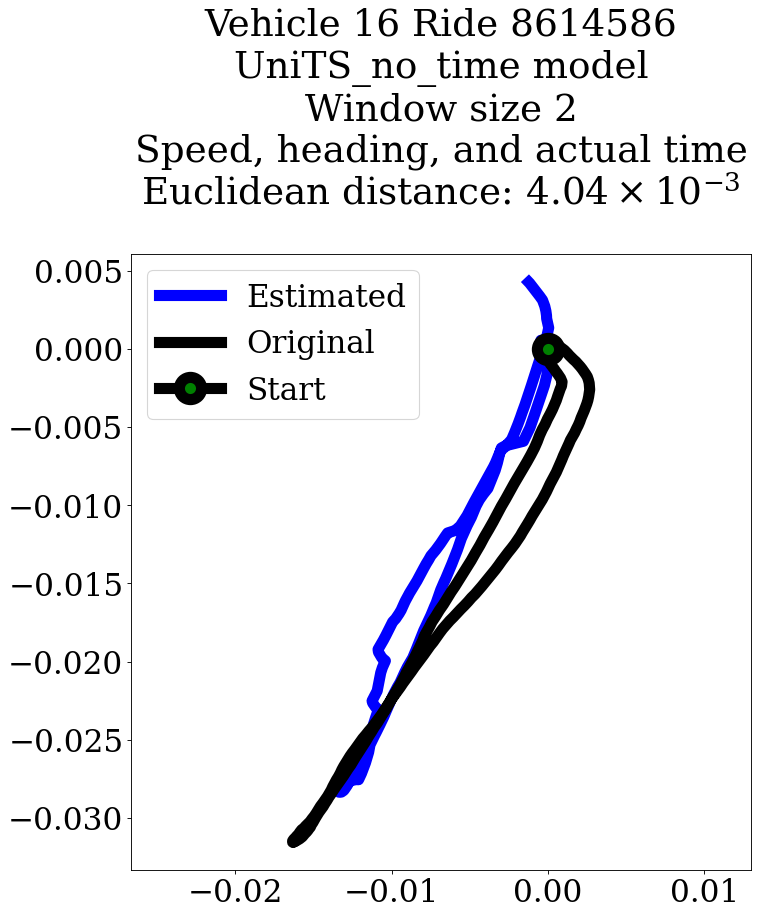 Vehicle 16 Ride 8614586
UniTS_no_time model
Window size 2
Speed, heading, and actual time
Euclidean distance: 4.04 × 10⁻³
0.005
0.000
−0.005
−0.010
−0.015
−0.020
−0.025
−0.030
Estimated
Original
Start
−0.02
−0.01
0.00
0.01